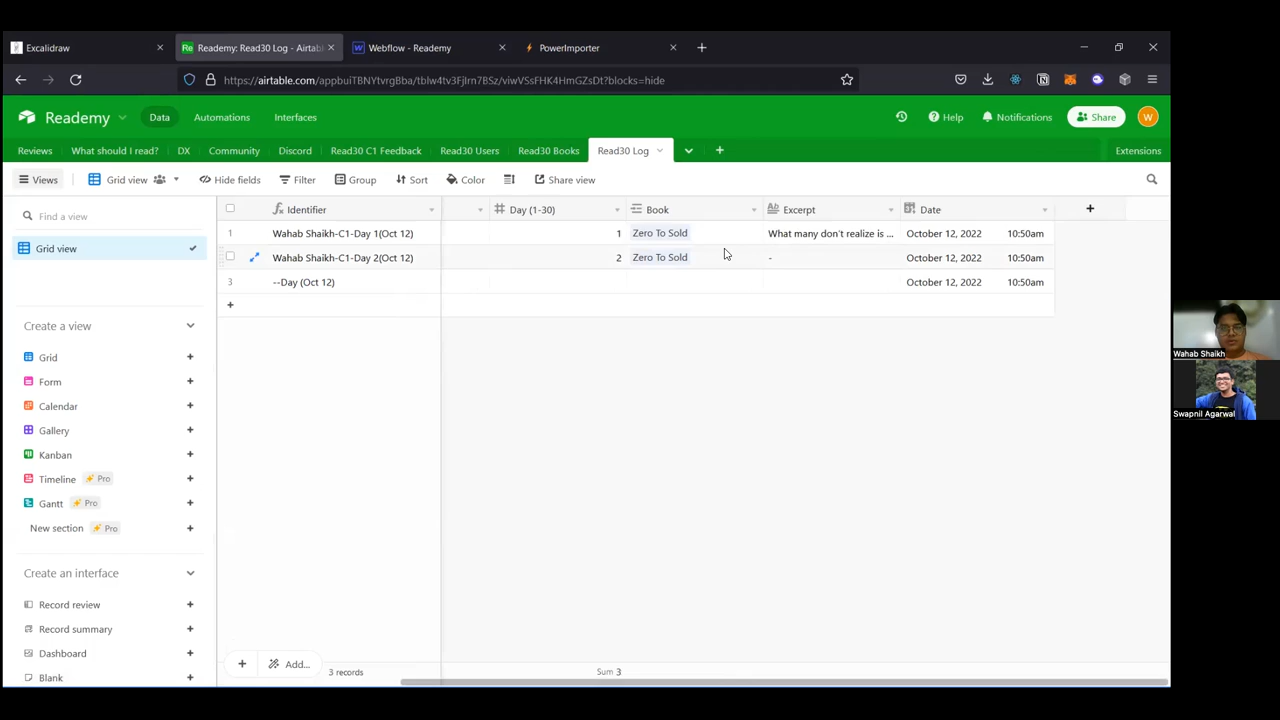 Excalidraw
Readymy: Read30 Log - Airtabl
Webflow - Readymy
PowerImporter
https://airtable.com/appbuiTBNYtvrgBba/tblw4tv3FjIrn7BSz/viwVSsFHK4HmGZsDt?blocks=hide
Reademy
Data
Automations
Interfaces
Help
Notifications
Share
W
Reviews
What should I read?
DX
Community
Discord
Read30 C1 Feedback
Read30 Users
Read30 Books
Read30 Log
Extensions
Views
Grid view
Hide fields
Filter
Group
Sort
Color
Share view
Find a view
Grid view
Create a view
Grid
Form
Calendar
Gallery
Kanban
Timeline Pro
Gantt Pro
New section Pro
Create an interface
Record review
Record summary
Dashboard
Blank
Identifier Day (1-30) Book Excerpt Date
1 Wahab Shaikh-C1-Day 1(Oct 12) 1 Zero To Sold What many don't realize is ... October 12, 2022 10:50am
Wahab Shaikh-C1-Day 2(Oct 12) 2 Zero To Sold - October 12, 2022 10:50am
3 --Day (Oct 12) October 12, 2022 10:50am
Add...
3 records
Sum 3
Wahab Shaikh
Swapnil Agarwal